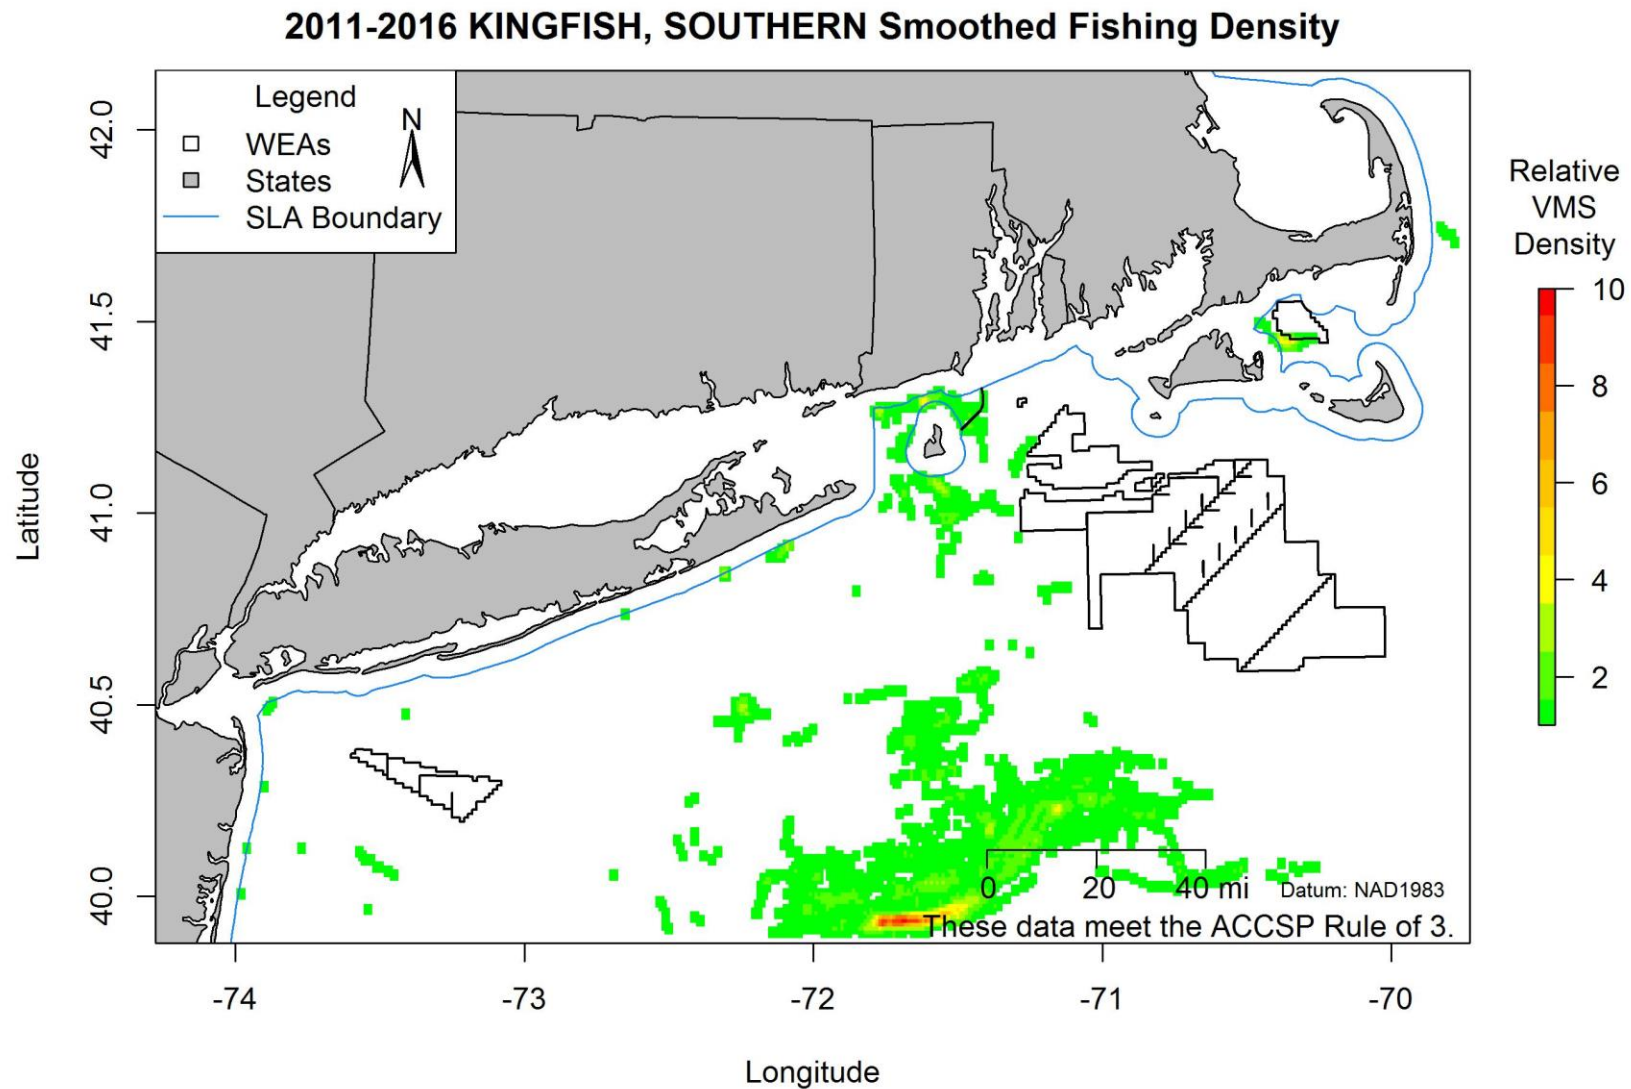 2011-2016 KINGFISH, SOUTHERN Smoothed Fishing Density
Legend
N
WEAs
States
SLA Boundary
Relative
VMS
Density
10
8
6
4
2
Latitude
42.0
41.5
41.0
40.5
40.0
0 20 40 mi
Datum: NAD1983
These data meet the ACCSP Rule of 3.
-74 -73 -72 -71 -70
Longitude